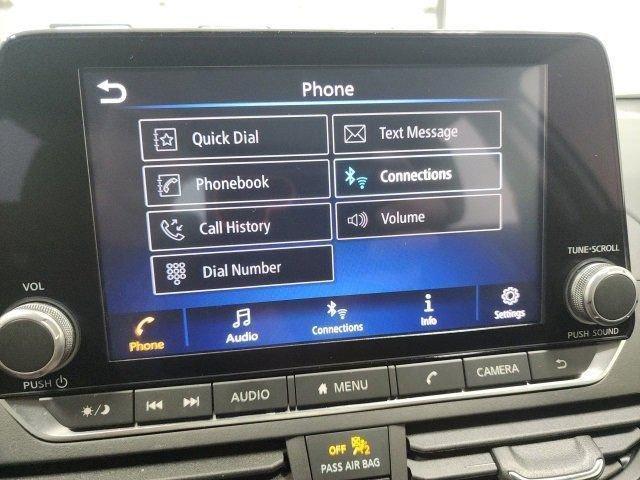 Phone
Quick Dial
Text Message
Phonebook
Connections
Call History
Volume
Dial Number
Phone
Audio
Connections
Info
Settings
VOL
PUSH
TUNE•SCROLL
PUSH SOUND
AUDIO
MENU
CAMERA
OFF 2
PASS AIR BAG